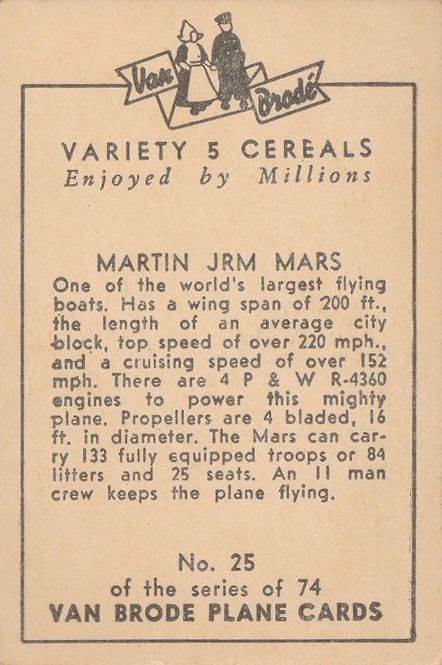 Van Brodé
VARIETY 5 CEREALS
Enjoyed by Millions
MARTIN JRM MARS
One of the world's largest flying
boats. Has a wing span of 200 ft.,
the length of an average city
block, top speed of over 220 mph.,
and a cruising speed of over 152
mph. There are 4 P & W R-4360
engines to power this mighty
plane. Propellers are 4 bladed, 16
ft. in diameter. The Mars can car-
ry 133 fully equipped troops or 84
litters and 25 seats. An 11 man
crew keeps the plane flying.
No. 25
of the series of 74
VAN BRODE PLANE CARDS